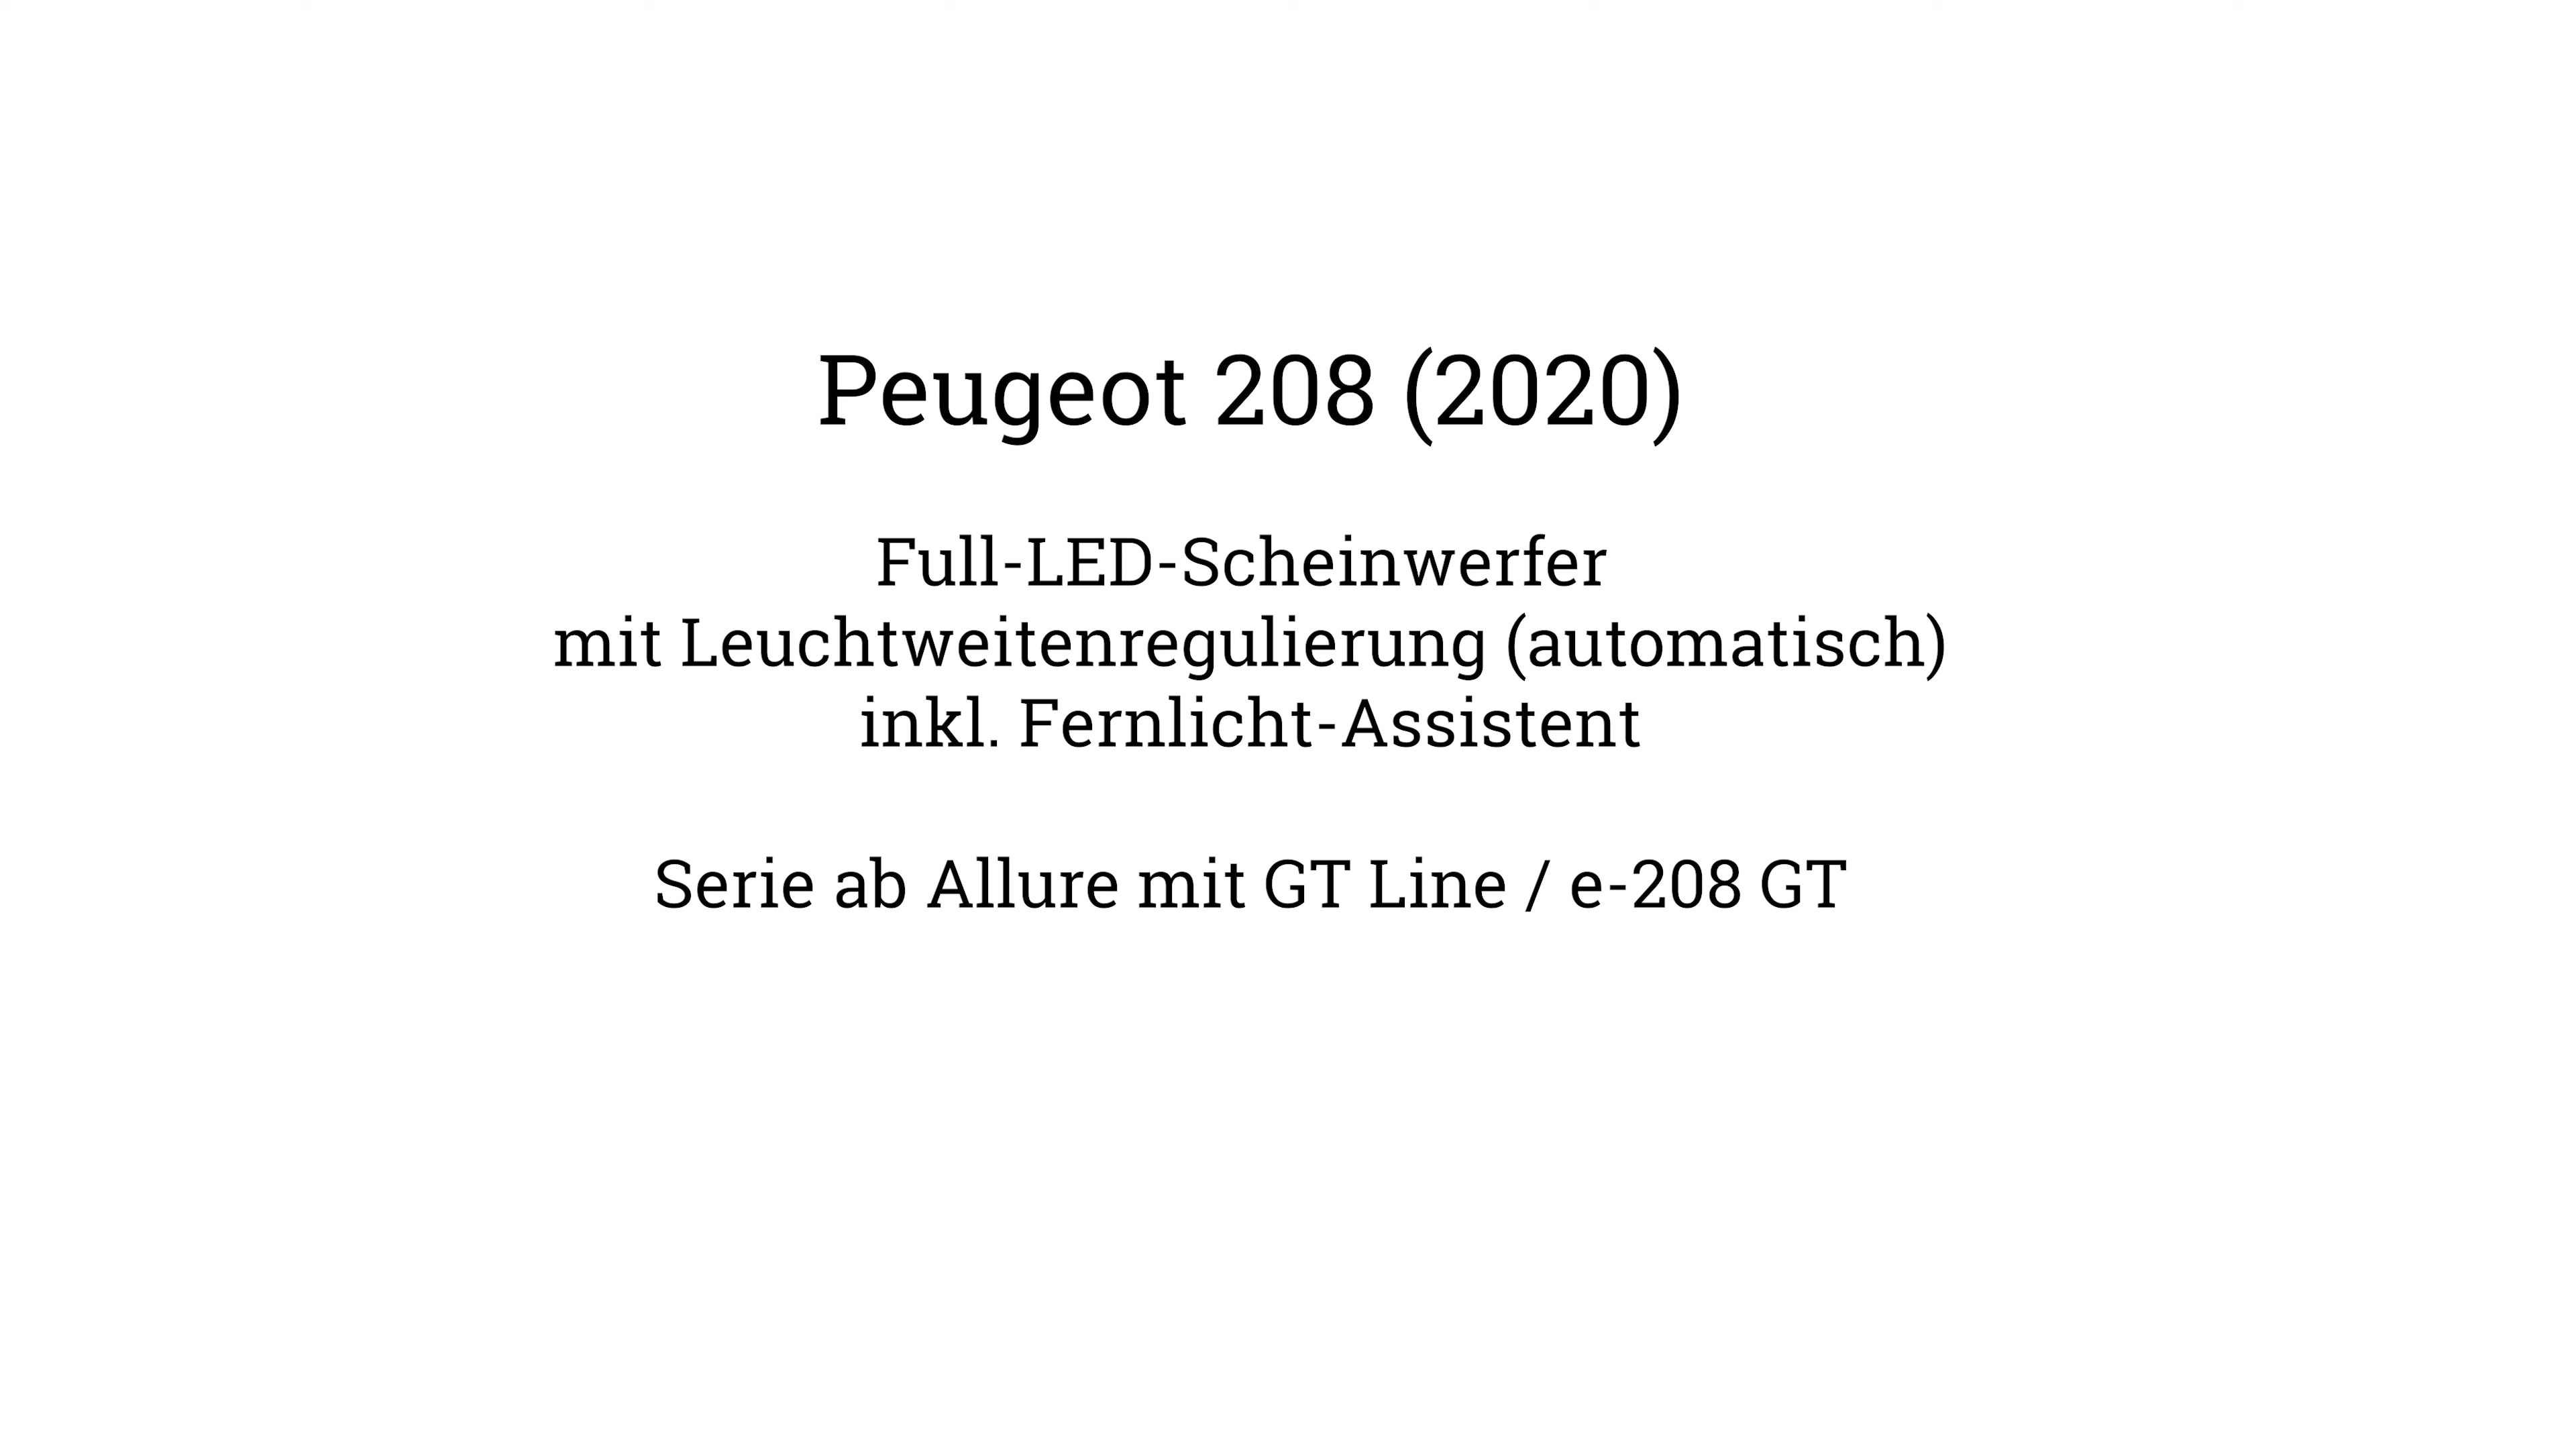 Peugeot 208 (2020)
Full-LED-Scheinwerfer
mit Leuchtweitenregulierung (automatisch)
inkl. Fernlicht-Assistent
Serie ab Allure mit GT Line / e-208 GT